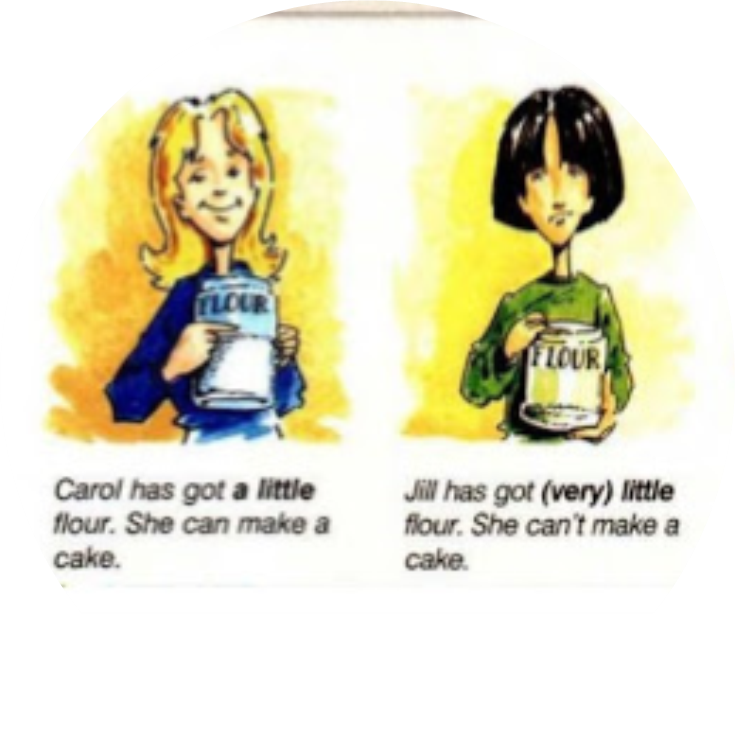 FLOUR
FLOUR
Carol has got a little
flour. She can make a
cake.
Jill has got (very) little
flour. She can't make a
cake.